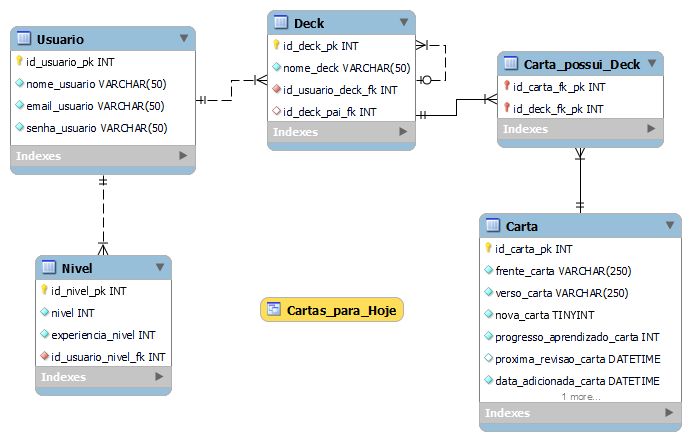 Usuario
id_usuario_pk INT
nome_usuario VARCHAR(50)
email_usuario VARCHAR(50)
senha_usuario VARCHAR(50)
Indexes
Deck
id_deck_pk INT
nome_deck VARCHAR(50)
id_usuario_deck_fk INT
id_deck_pai_fk INT
Indexes
Carta_possui_Deck
id_carta_fk_pk INT
id_deck_fk_pk INT
Indexes
Nivel
id_nivel_pk INT
nivel INT
experiencia_nivel INT
id_usuario_nivel_fk INT
Indexes
Cartas_para_Hoje
Carta
id_carta_pk INT
frente_carta VARCHAR(250)
verso_carta VARCHAR(250)
nova_carta TINYINT
progresso_aprendizado_carta INT
proxima_revisao_carta DATETIME
data_adicionada_carta DATETIME
1 more...
Indexes